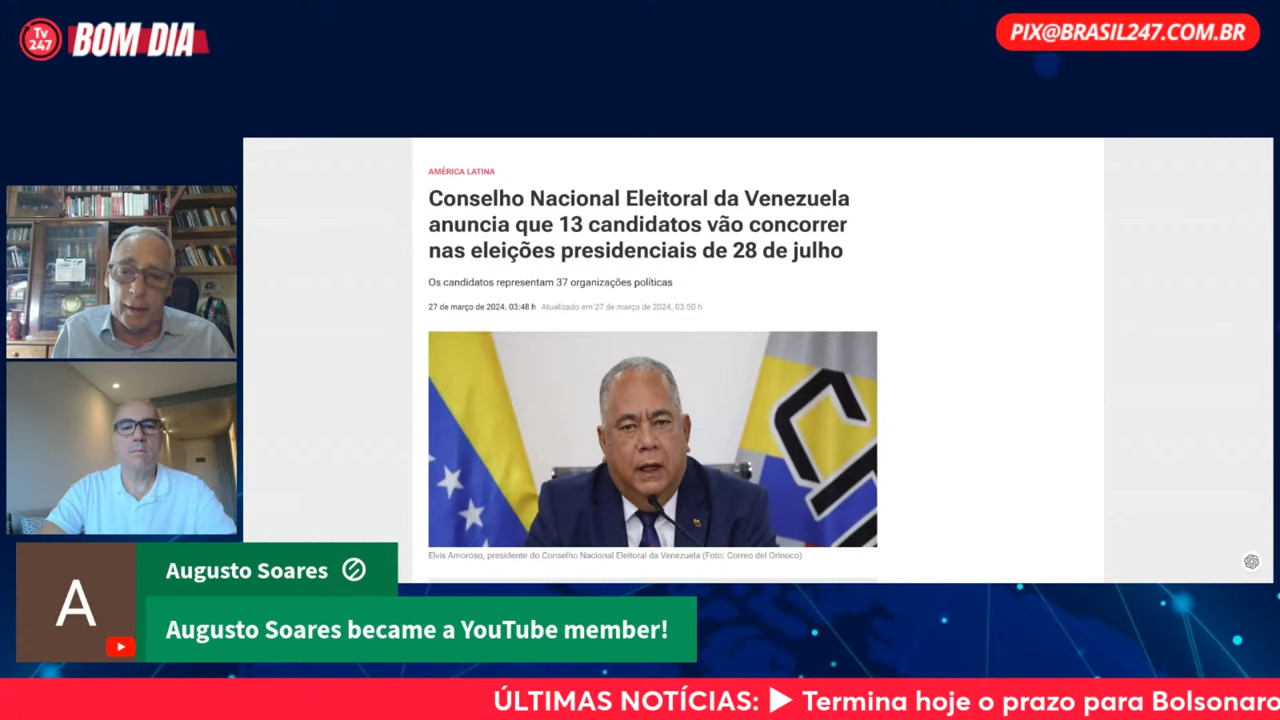 Tv
247
BOM DIA
PIX@BRASIL247.COM.BR
AMÉRICA LATINA
Conselho Nacional Eleitoral da Venezuela
anuncia que 13 candidatos vão concorrer
nas eleições presidenciais de 28 de julho
Os candidatos representam 37 organizações políticas
27 de março de 2024, 03:48 h Atualizado em 27 de março de 2024, 03:50 h
Elvis Amoroso, presidente do Conselho Nacional Eleitoral da Venezuela (Foto: Correo del Orinoco)
A
Augusto Soares
Augusto Soares became a YouTube member!
ÚLTIMAS NOTÍCIAS: ▶ Termina hoje o prazo para Bolsonaro